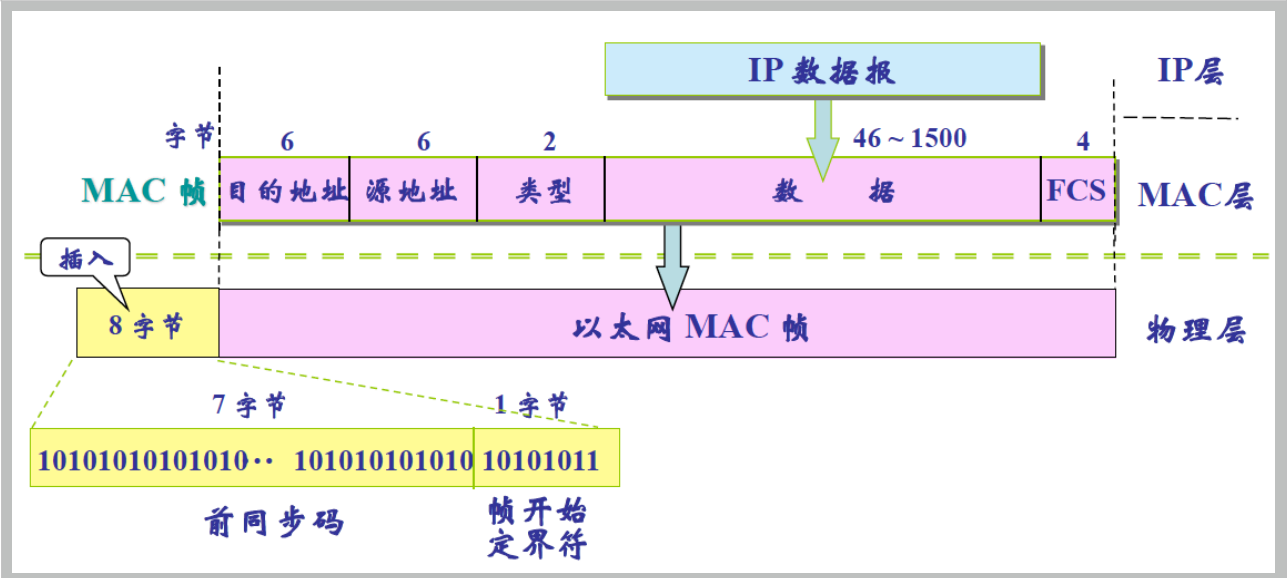 IP 数据报
IP层
字节 6 6 2 46 ~ 1500 4
MAC 帧 目的地址 源地址 类型 数 据 FCS MAC层
插入
8 字节 以太网 MAC 帧 物理层
7 字节 1 字节
10101010101010·· 101010101010 10101011
前同步码 帧开始
定界符